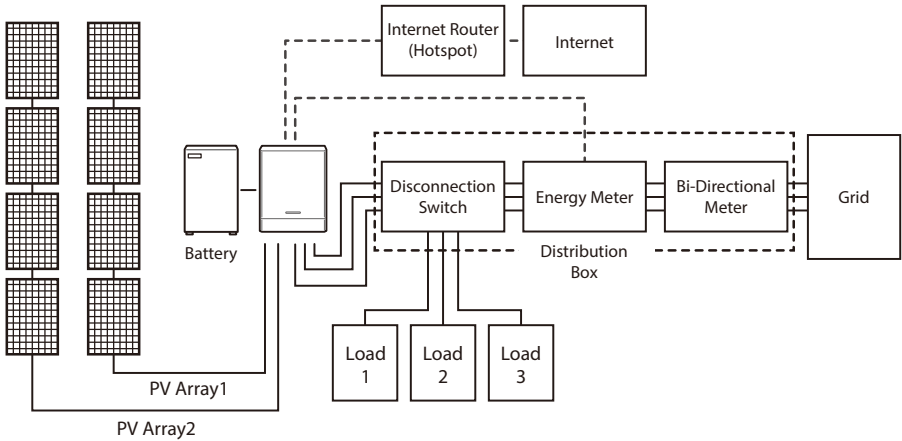 Internet Router
(Hotspot)
Internet
Disconnection
Switch
Energy Meter
Bi-Directional
Meter
Grid
Battery
Distribution
Box
Load
1
Load
2
Load
3
PV Array1
PV Array2